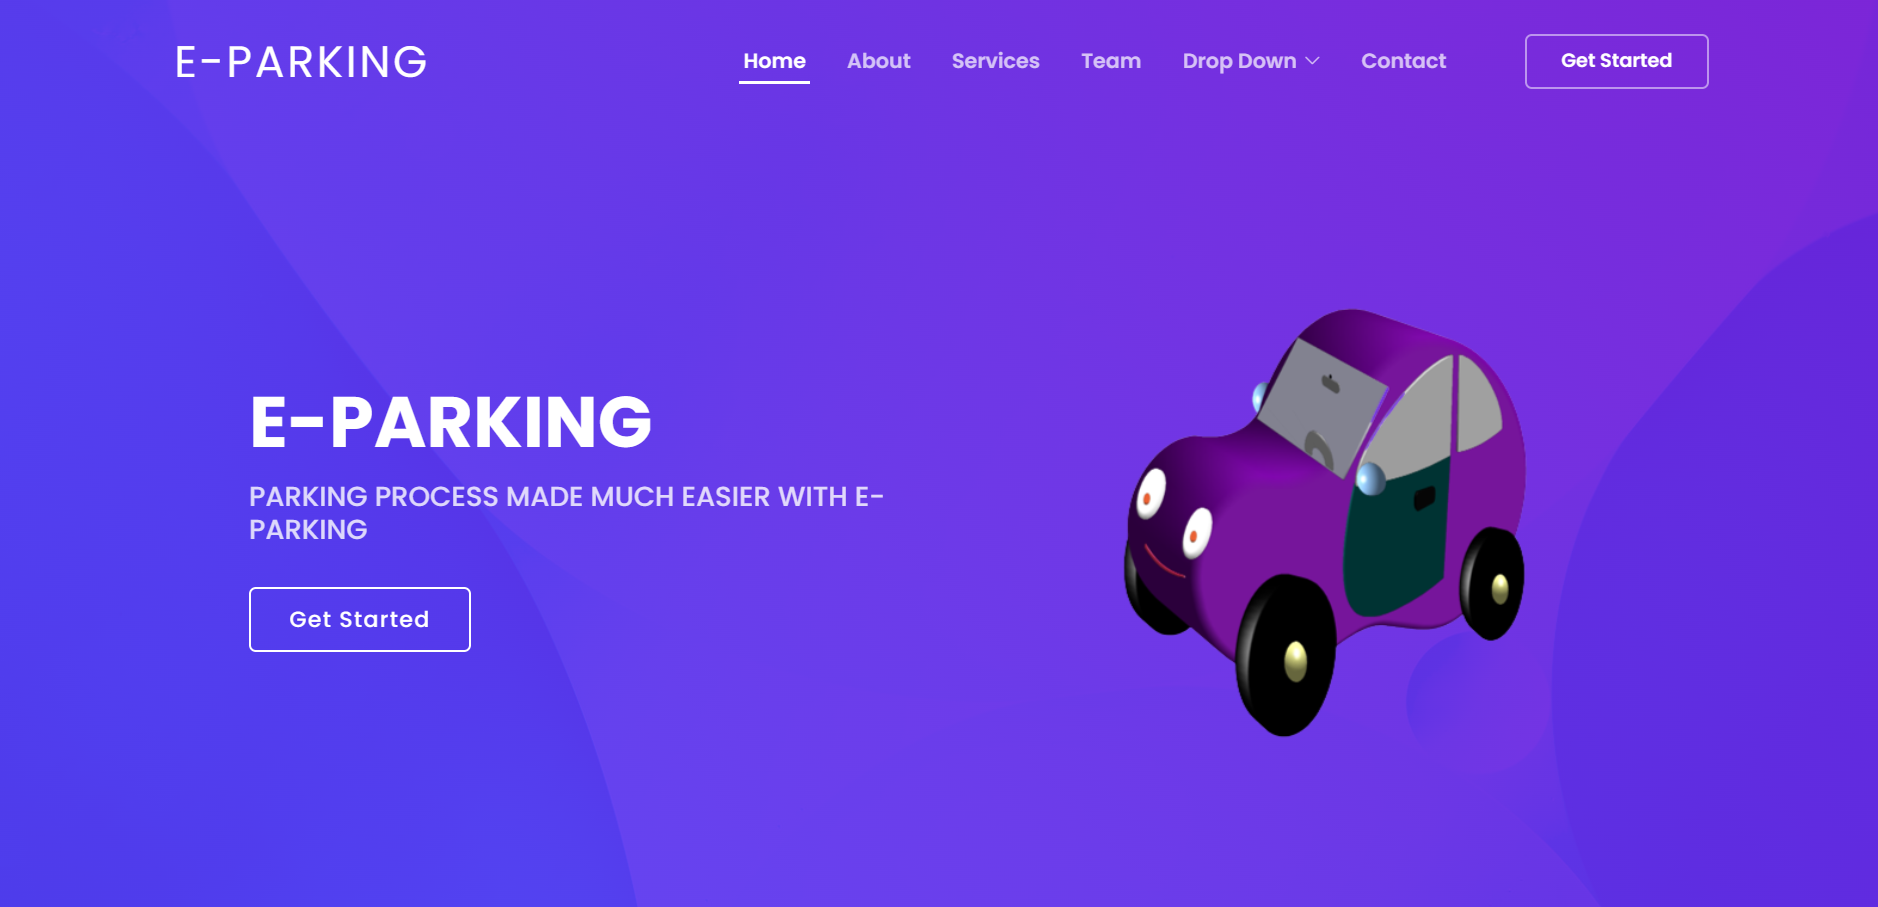 E-PARKING
Home About Services Team Drop Down Contact Get Started
E-PARKING
PARKING PROCESS MADE MUCH EASIER WITH E-
PARKING
Get Started